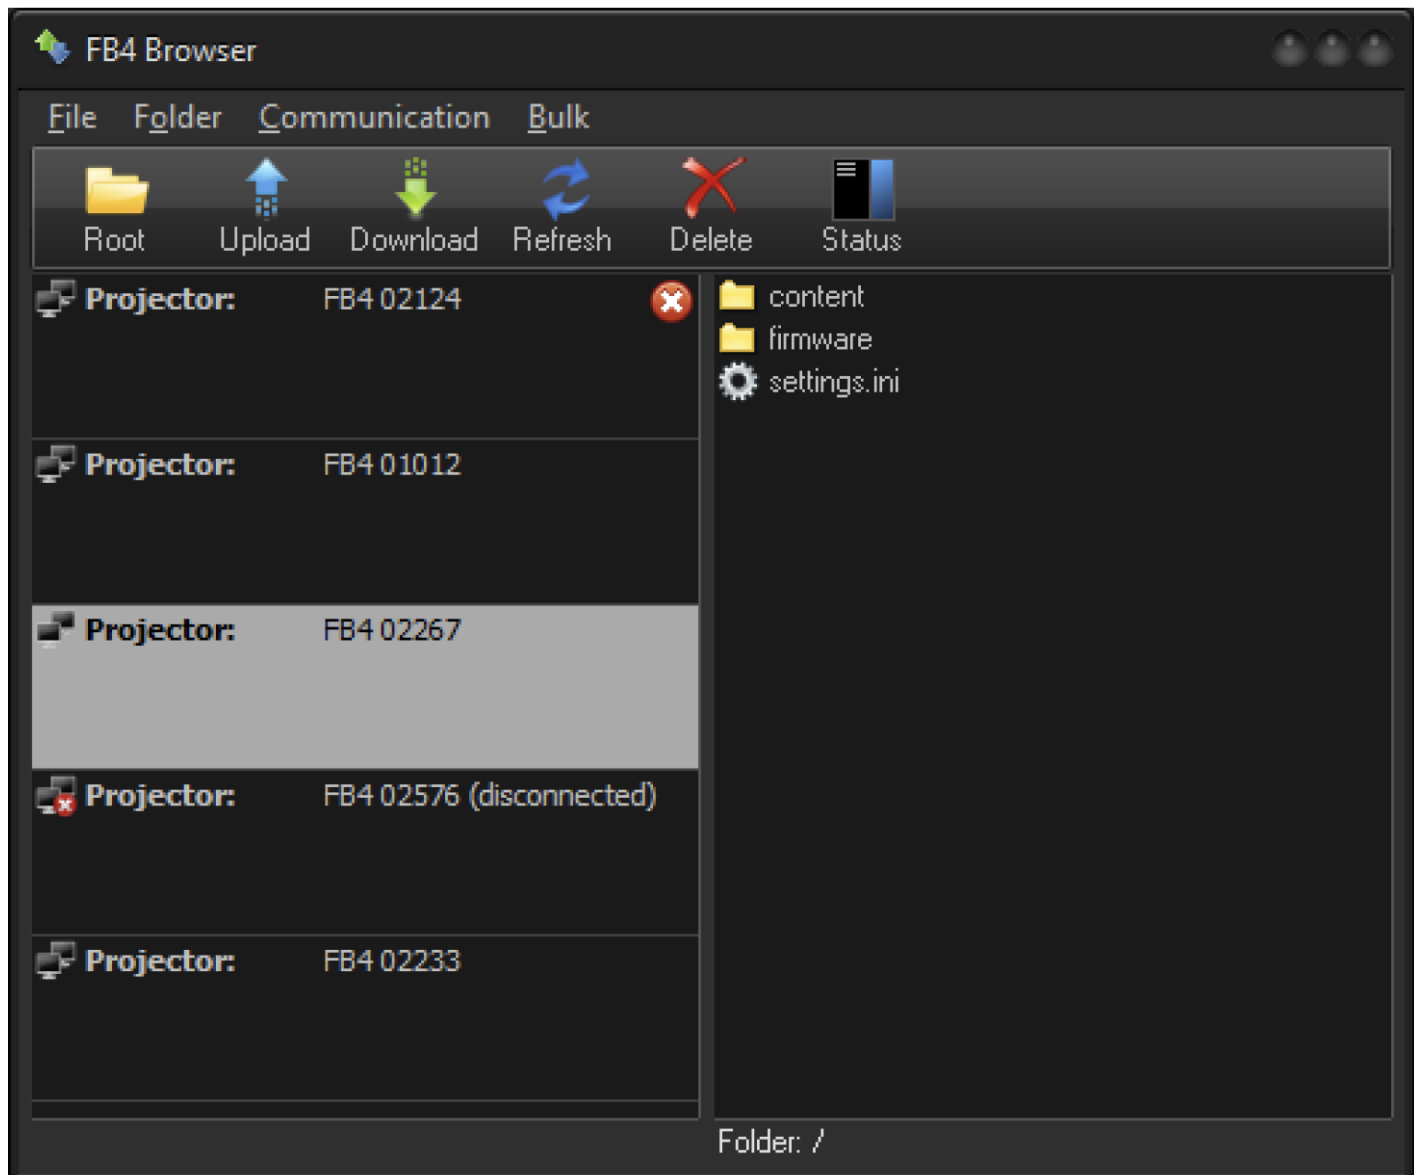 FB4 Browser
File Folder Communication Bulk
Root Upload Download Refresh Delete Status
Projector: FB4 02124
Projector: FB4 01012
Projector: FB4 02267
Projector: FB4 02576 (disconnected)
Projector: FB4 02233
content
firmware
settings.ini
Folder: /